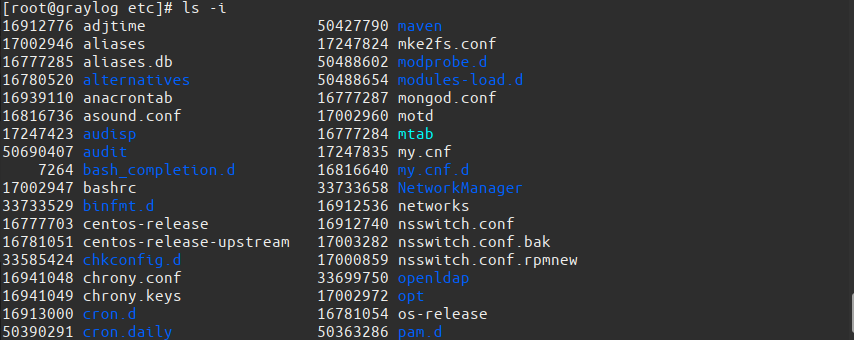 [root@graylog etc]# ls -i
16912776 adjtime 50427790 maven
17002946 aliases 17247824 mke2fs.conf
16777285 aliases.db 50488602 modprobe.d
16780520 alternatives 50488654 modules-load.d
16939110 anacrontab 16777287 mongod.conf
16816736 asound.conf 17002960 motd
17247423 audisp 16777284 mtab
50690407 audit 17247835 my.cnf
7264 bash_completion.d 16816640 my.cnf.d
17002947 bashrc 33733658 NetworkManager
33733529 binfmt.d 16912536 networks
16777703 centos-release 16912740 nsswitch.conf
16781051 centos-release-upstream 17003282 nsswitch.conf.bak
33585424 chkconfig.d 17000859 nsswitch.conf.rpmnew
16941048 chrony.conf 33699750 openldap
16941049 chrony.keys 17002972 opt
16913000 cron.d 16781054 os-release
50390291 cron.daily 50363286 pam.d